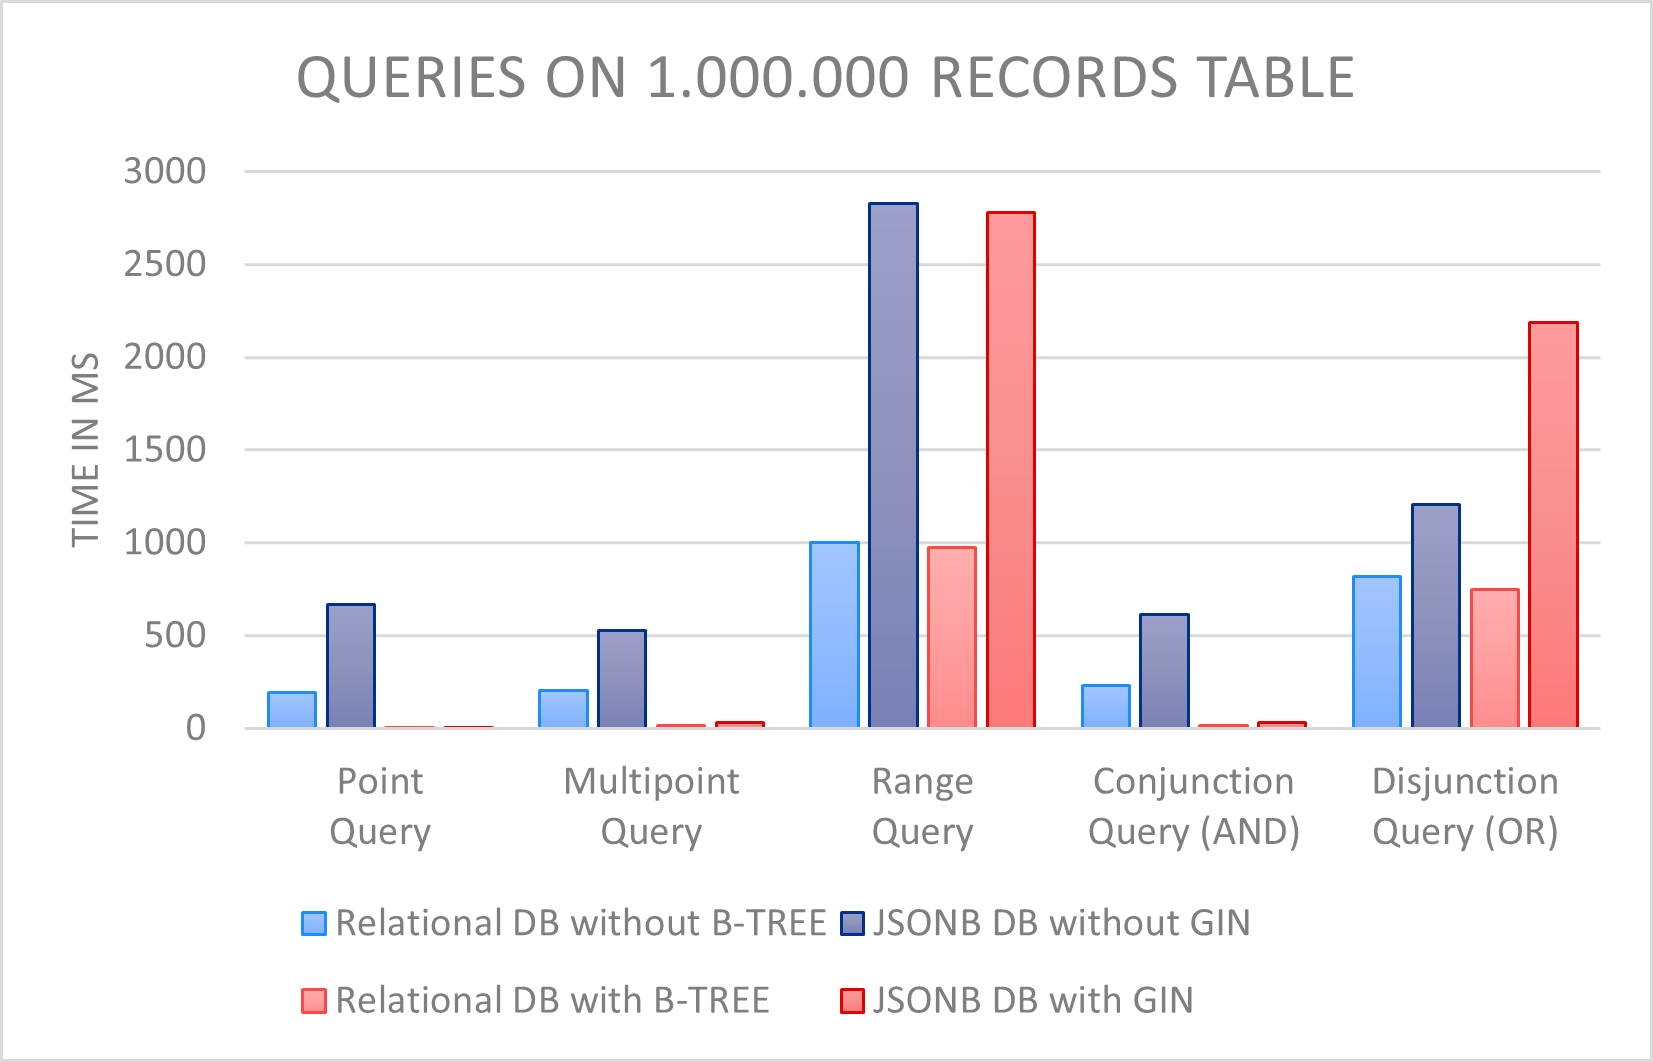 QUERIES ON 1.000.000 RECORDS TABLE
TIME IN MS
3000
2500
2000
1500
1000
500
0
Point
Query
Multipoint
Query
Range
Query
Conjunction
Query (AND)
Disjunction
Query (OR)
Relational DB without B-TREE
JSONB DB without GIN
Relational DB with B-TREE
JSONB DB with GIN